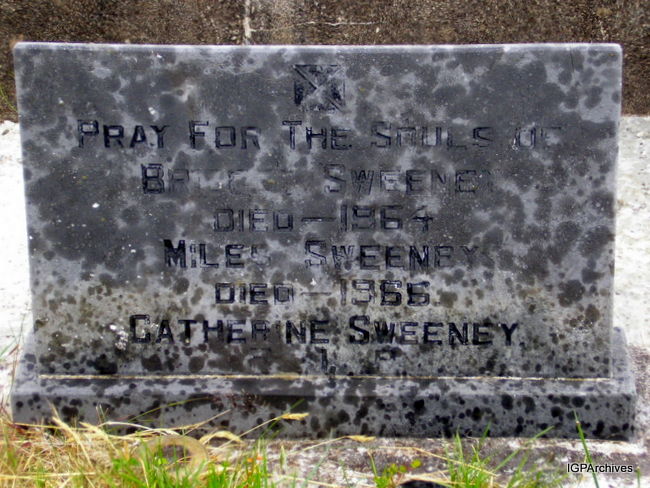 PRAY FOR THE SOULS OF
SWEENEY
DIED — 1964
MILES SWEENEY
DIED — 1966
CATHERINE SWEENEY
R. I. P.
IGPArchives